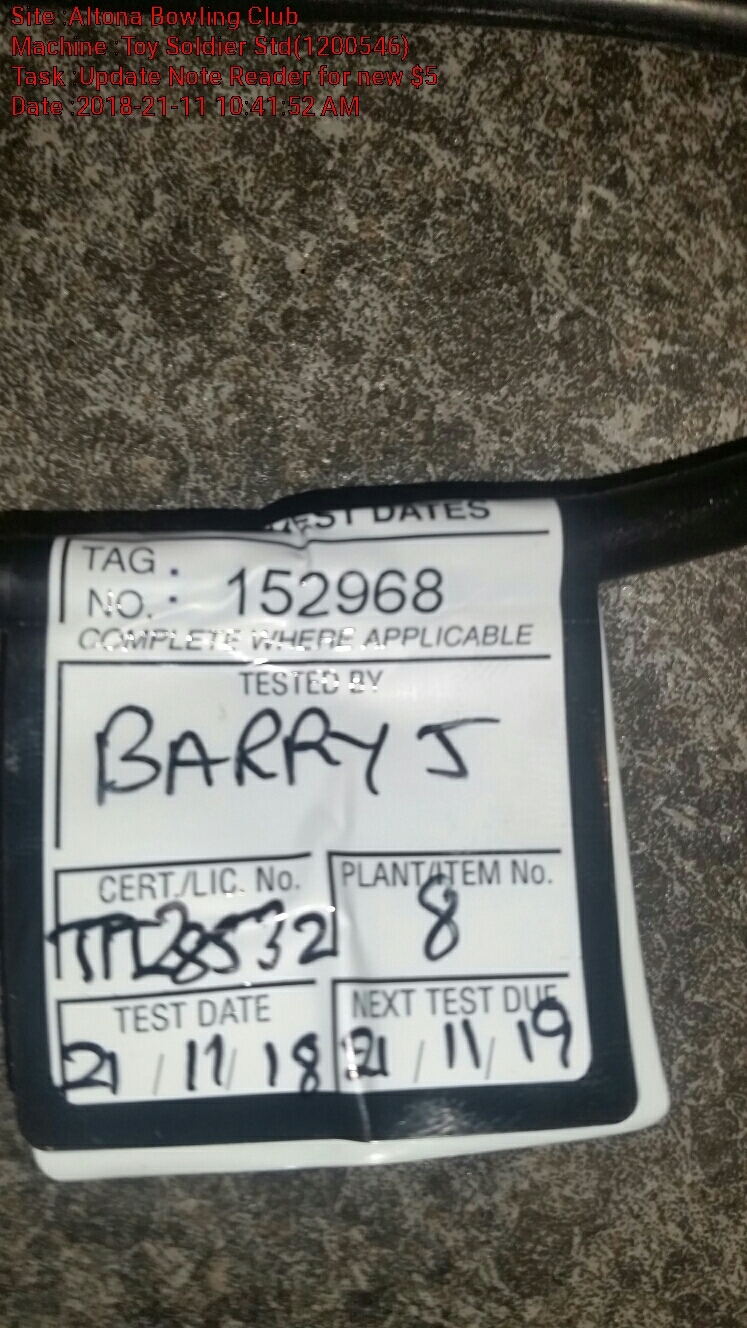 Site :Altona Bowling Club
Machine :Toy Soldier Std(1200546)
Task :Update Note Reader for new $5
Date :2018-21-11 10:41:52 AM
TEST DATES
TAG :
NO. : 152968
COMPLETE WHERE APPLICABLE
TESTED BY
BARRY J
CERT./LIC. No. PLANT/ITEM No.
8
TEST DATE NEXT TEST DUE
21 / 11 / 18 21 / 11 / 19